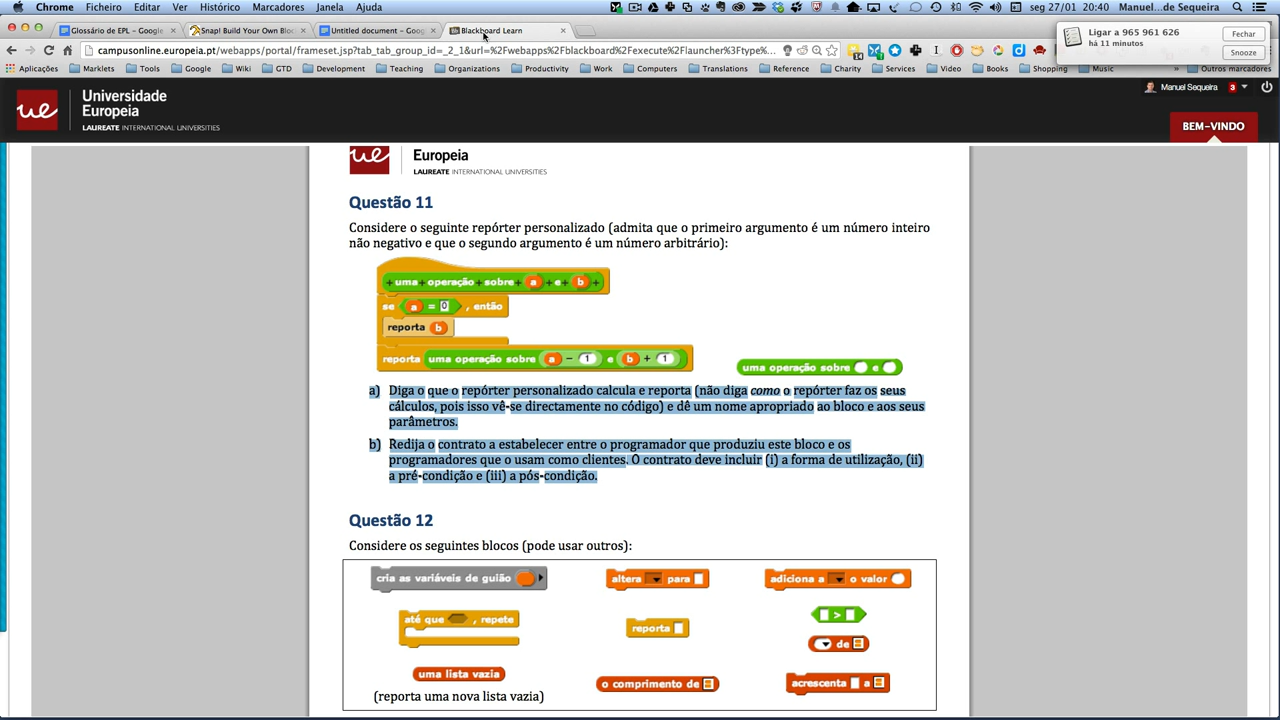 Chrome Ficheiro Editar Ver Histórico Marcadores Janela Ajuda seg 27/01 20:40 Manuel... de Sequeira
Glossário de EPL – Google Snap! Build Your Own Bloc Untitled document – Google Blackboard Learn
campusonline.europeia.pt/webapps/portal/frameset.jsp?tab_tab_group_id=_2_1&url=%2Fwebapps%2Fblackboard%2Fexecute%2Flauncher%3Ftype%...
Ligar a 965 961 626
há 11 minutos
Fechar
Snooze
Aplicações Marklets Tools Google Wiki GTD Development Teaching Organizations Productivity Work Computers Translations Reference Charity Services Video Books Shopping Music » Outros marcadores
Universidade
Europeia
LAUREATE INTERNATIONAL UNIVERSITIES
Manuel Sequeira 3
BEM-VINDO
Europeia
LAUREATE INTERNATIONAL UNIVERSITIES
Questão 11
Considere o seguinte repórter personalizado (admita que o primeiro argumento é um número inteiro
não negativo e que o segundo argumento é um número arbitrário):
+ uma + operação + sobre + a + e + b +
se a = 0 , então
reporta b
reporta uma operação sobre a − 1 e b + 1
uma operação sobre e
a) Diga o que o repórter personalizado calcula e reporta (não diga como o repórter faz os seus
cálculos, pois isso vê-se directamente no código) e dê um nome apropriado ao bloco e aos seus
parâmetros.
b) Redija o contrato a estabelecer entre o programador que produziu este bloco e os
programadores que o usam como clientes. O contrato deve incluir (i) a forma de utilização, (ii)
a pré-condição e (iii) a pós-condição.
Questão 12
Considere os seguintes blocos (pode usar outros):
cria as variáveis de guião altera para adiciona a o valor
até que , repete reporta >
de
uma lista vazia o comprimento de acrescenta a
(reporta uma nova lista vazia)